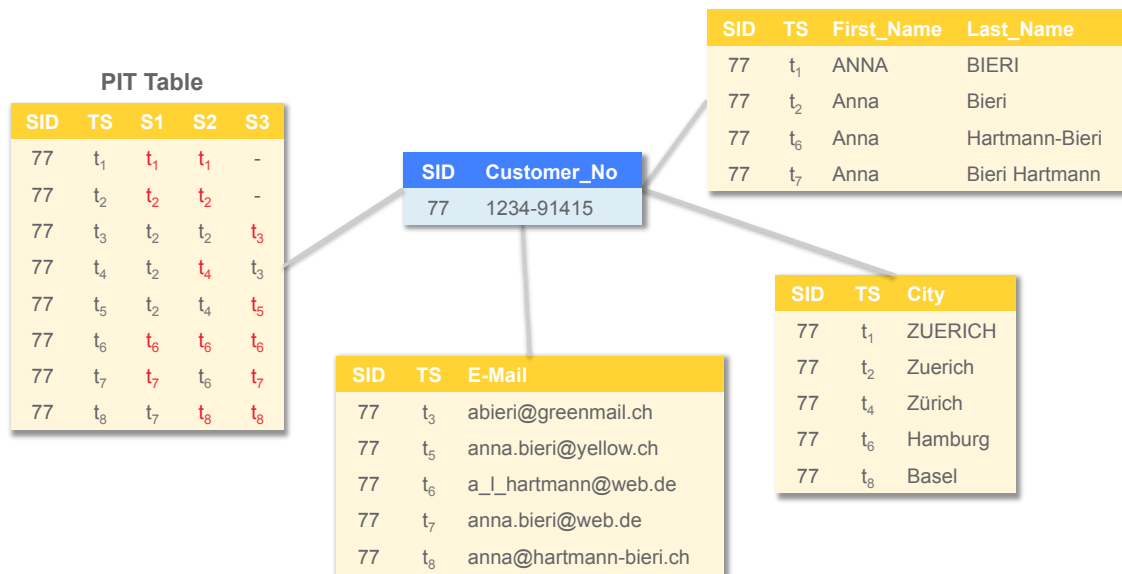 PIT Table
SID TS S1 S2 S3
77 t₁ t₁ t₁ -
77 t₂ t₂ t₂ -
77 t₃ t₂ t₂ t₃
77 t₄ t₂ t₄ t₃
77 t₅ t₂ t₄ t₅
77 t₆ t₆ t₆ t₆
77 t₇ t₇ t₆ t₇
77 t₈ t₇ t₈ t₈
SID Customer_No
77 1234-91415
SID TS First_Name Last_Name
77 t₁ ANNA BIERI
77 t₂ Anna Bieri
77 t₆ Anna Hartmann-Bieri
77 t₇ Anna Bieri Hartmann
SID TS E-Mail
77 t₃ abieri@greenmail.ch
77 t₅ anna.bieri@yellow.ch
77 t₆ a_l_hartmann@web.de
77 t₇ anna.bieri@web.de
77 t₈ anna@hartmann-bieri.ch
SID TS City
77 t₁ ZUERICH
77 t₂ Zuerich
77 t₄ Zürich
77 t₆ Hamburg
77 t₈ Basel